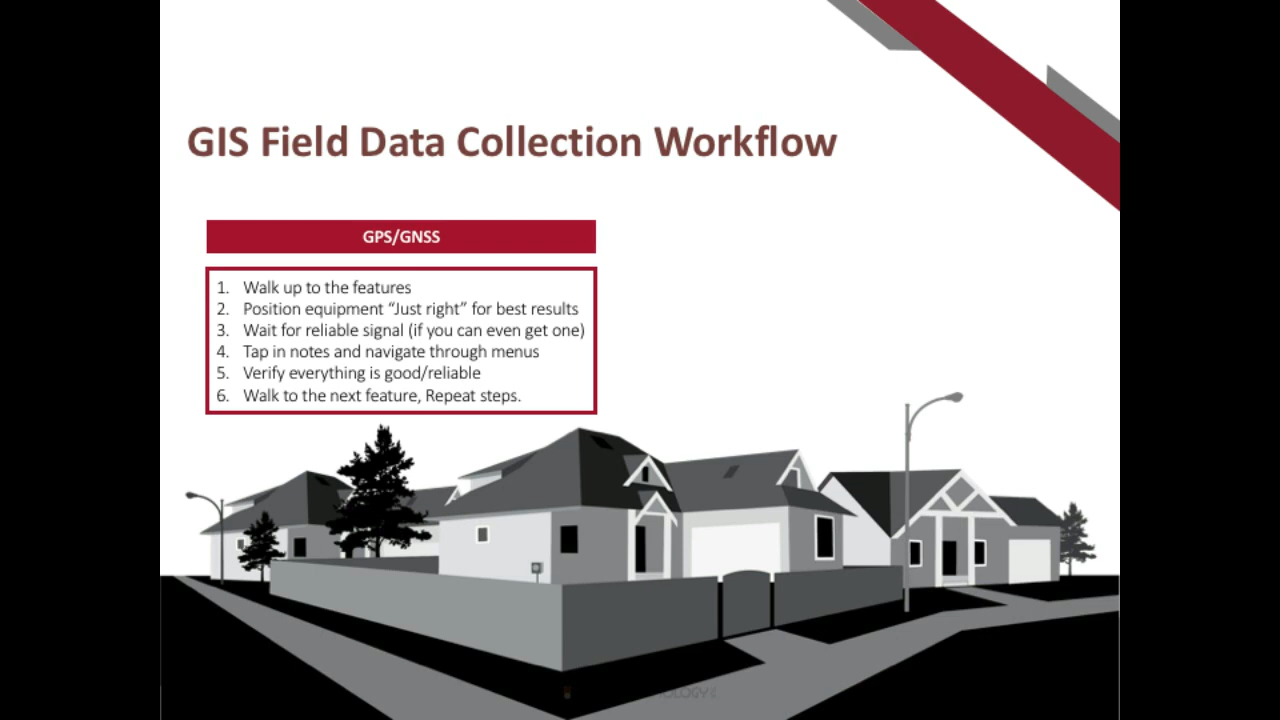 GIS Field Data Collection Workflow
GPS/GNSS
1. Walk up to the features
2. Position equipment “Just right” for best results
3. Wait for reliable signal (if you can even get one)
4. Tap in notes and navigate through menus
5. Verify everything is good/reliable
6. Walk to the next feature, Repeat steps.